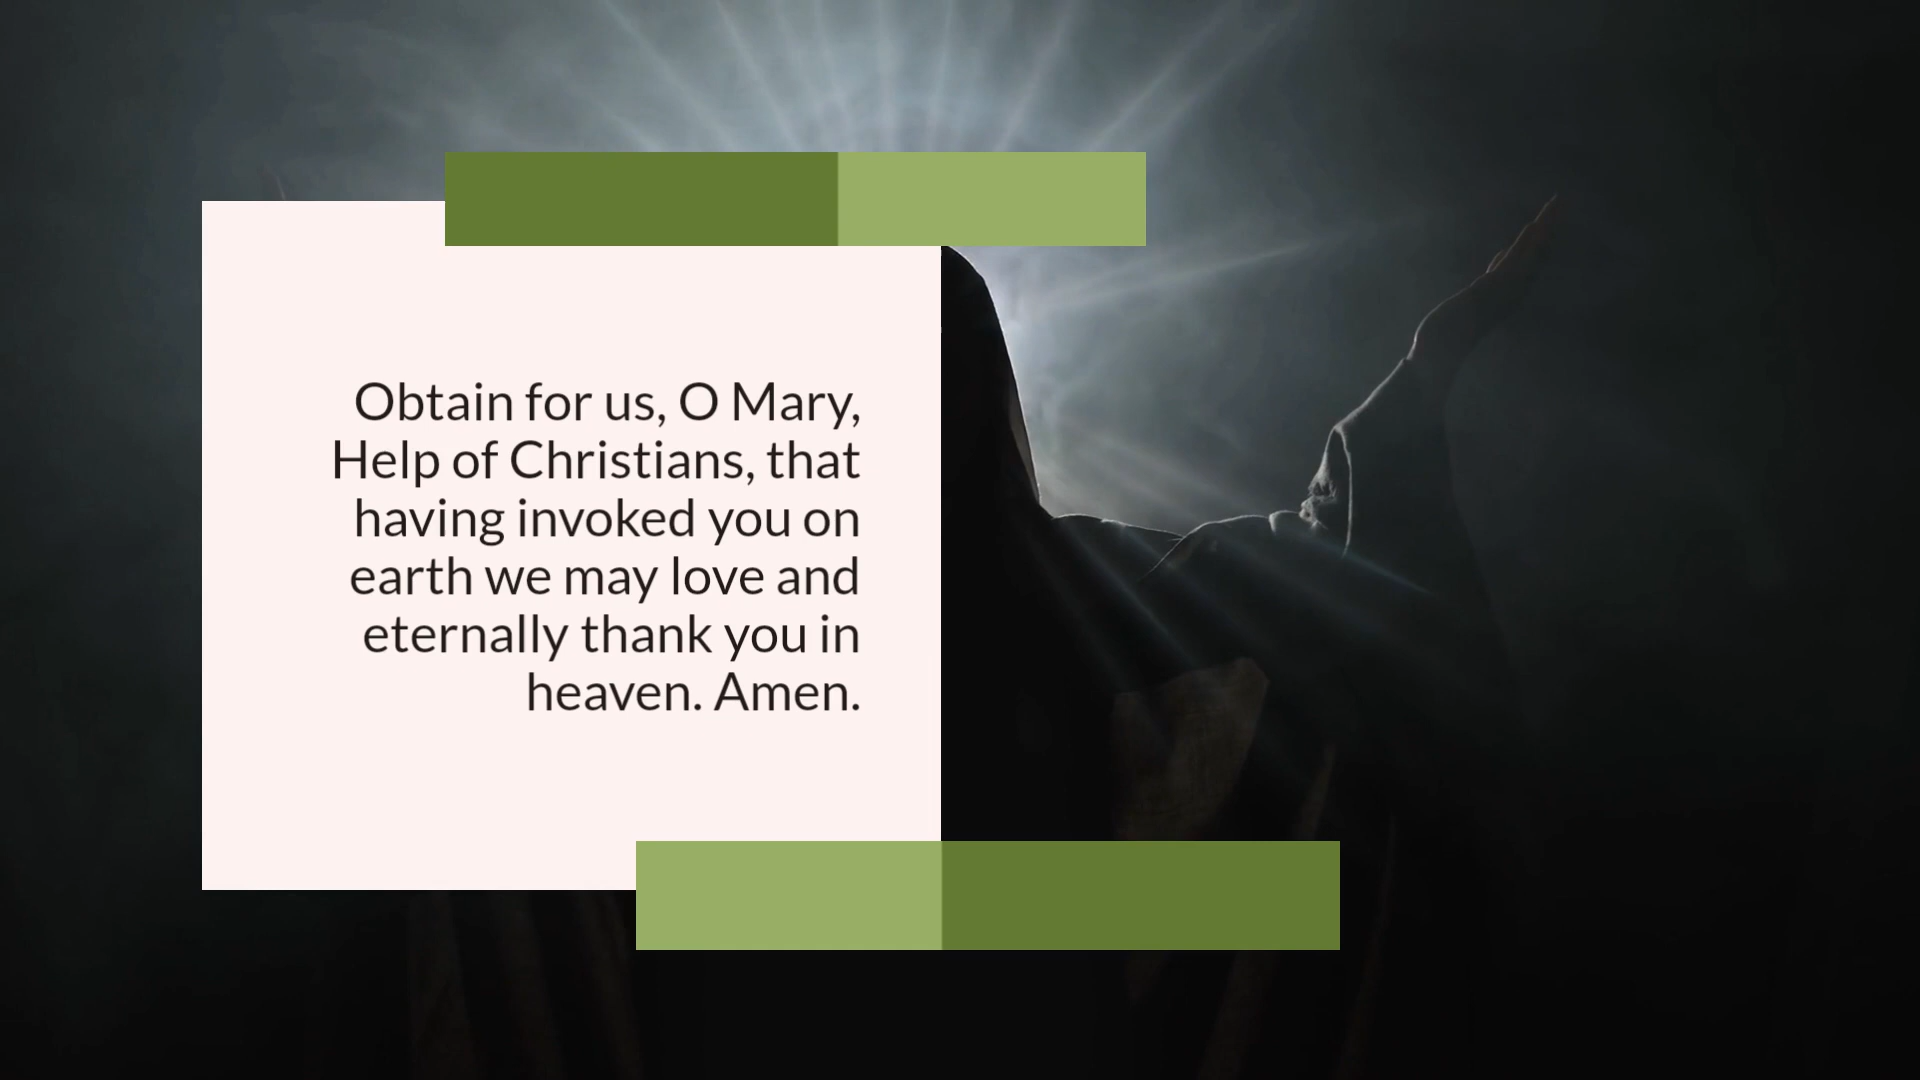 Obtain for us, O Mary,
Help of Christians, that
having invoked you on
earth we may love and
eternally thank you in
heaven. Amen.